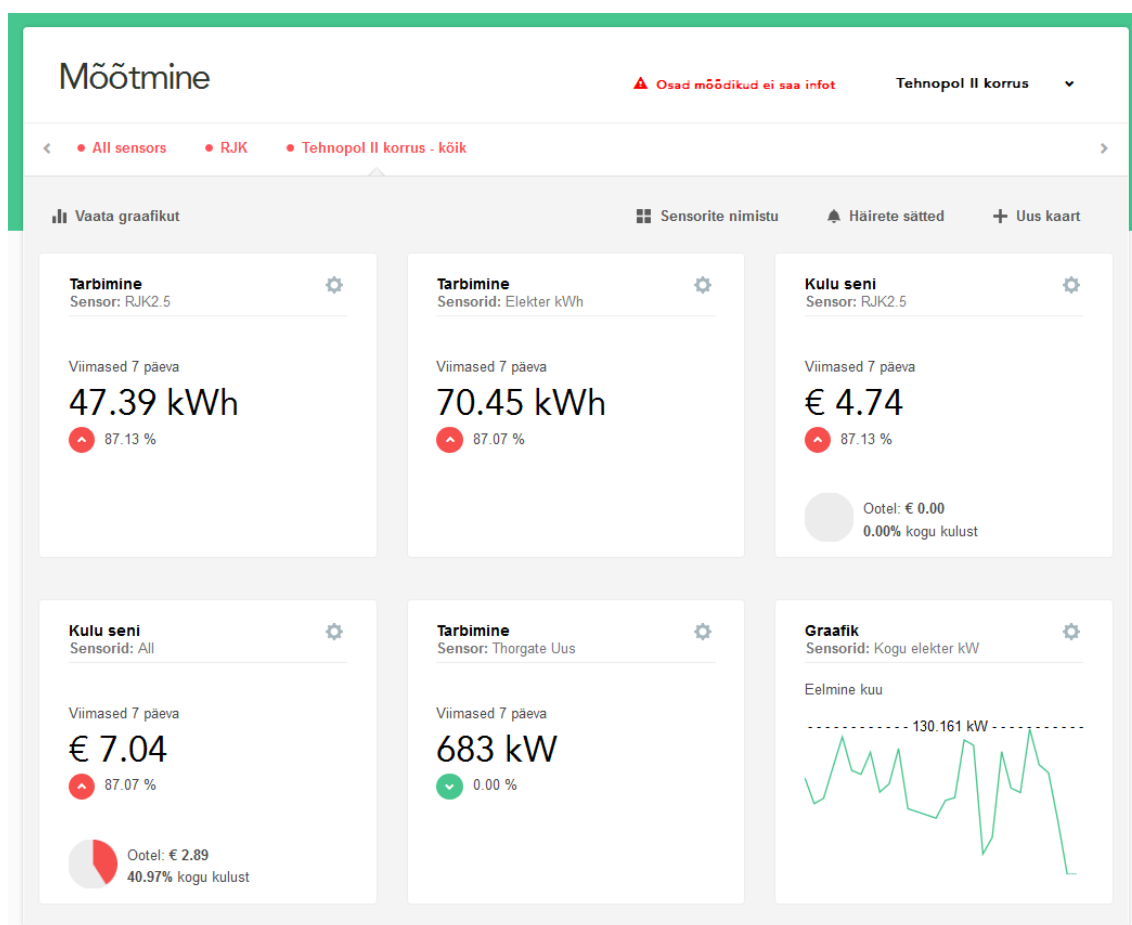 Mõõtmine
Osad mõõdikud ei saa infot
Tehnopol II korrus
All sensors
RJK
Tehnopol II korrus - kõik
Vaata graafikut
Sensorite nimistu
Häirete sätted
Uus kaart
Tarbimine
Sensor: RJK2.5
Viimased 7 päeva
47.39 kWh
87.13 %
Tarbimine
Sensorid: Elekter kWh
Viimased 7 päeva
70.45 kWh
87.07 %
Kulu seni
Sensor: RJK2.5
Viimased 7 päeva
€ 4.74
87.13 %
Ootel: € 0.00
0.00% kogu kulust
Kulu seni
Sensorid: All
Viimased 7 päeva
€ 7.04
87.07 %
Ootel: € 2.89
40.97% kogu kulust
Tarbimine
Sensor: Thorgate Uus
Viimased 7 päeva
683 kW
0.00 %
Graafik
Sensorid: Kogu elekter kW
Eelmine kuu
130.161 kW